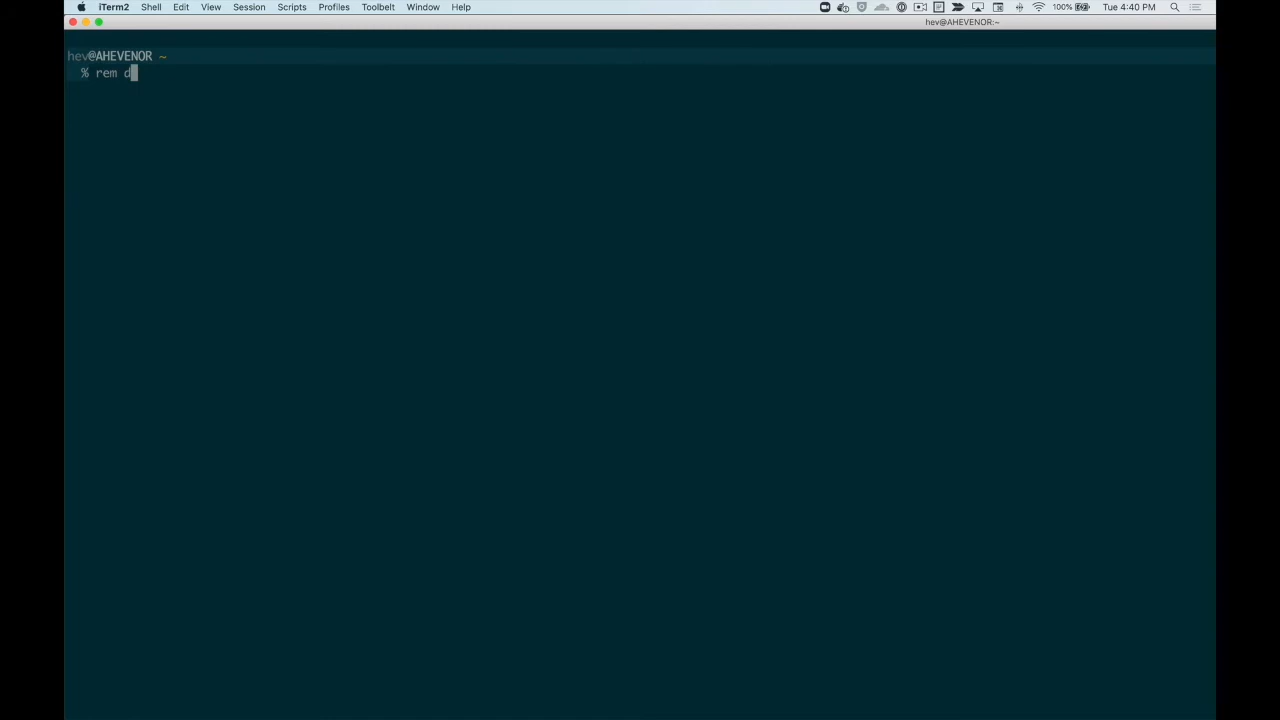 iTerm2 Shell Edit View Session Scripts Profiles Toolbelt Window Help 100% Tue 4:40 PM
hev@AHEVENOR:~
hev@AHEVENOR ~
% rem d